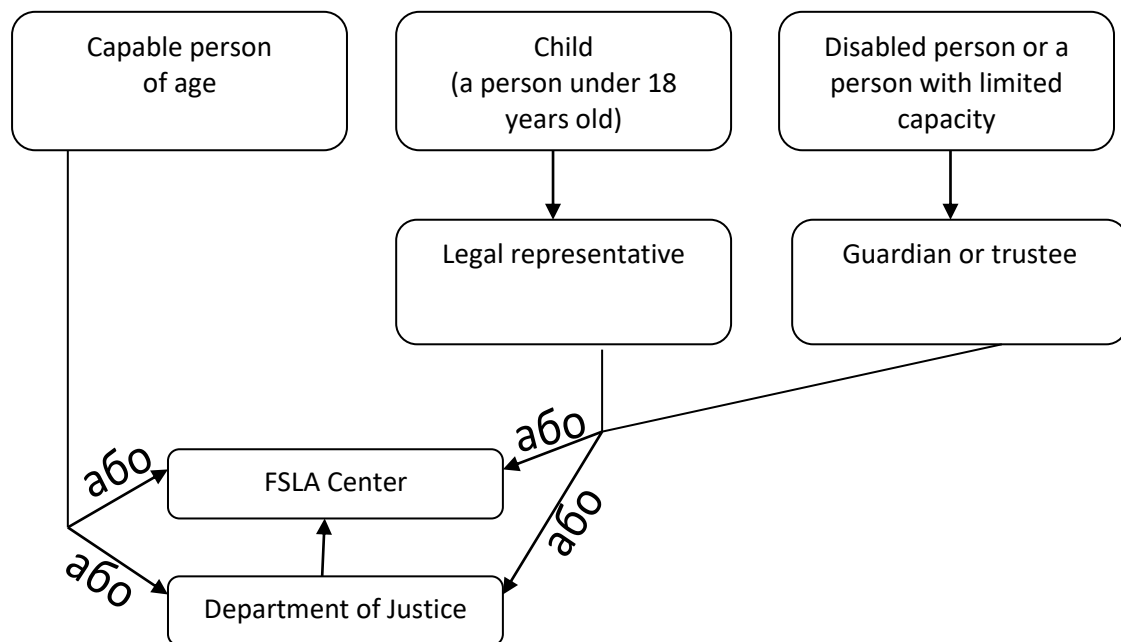 Capable person
of age
Child
(a person under 18
years old)
Disabled person or a
person with limited
capacity
Legal representative
Guardian or trustee
або
або
FSLA Center
або
або
Department of Justice